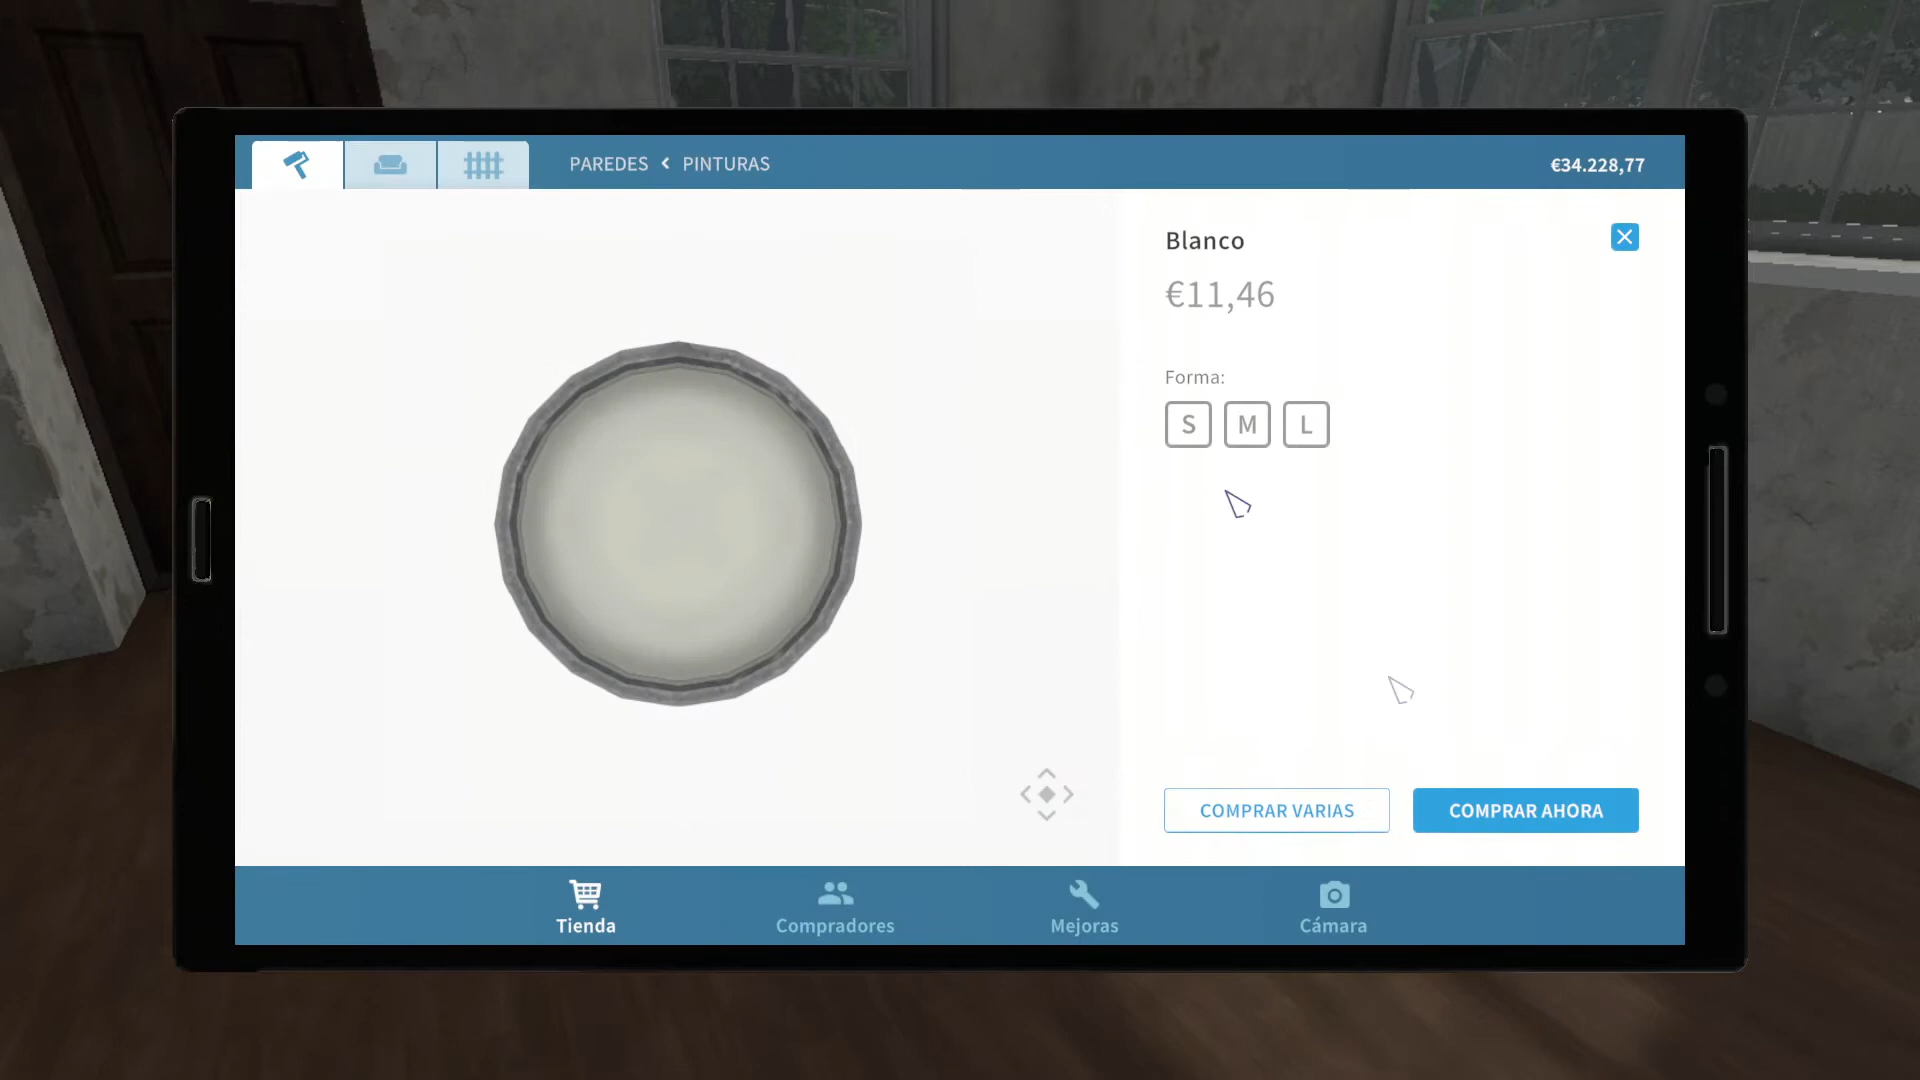 PAREDES < PINTURAS
€34.228,77
Blanco
€11,46
Forma:
S M L
COMPRAR VARIAS
COMPRAR AHORA
Tienda
Compradores
Mejoras
Cámara